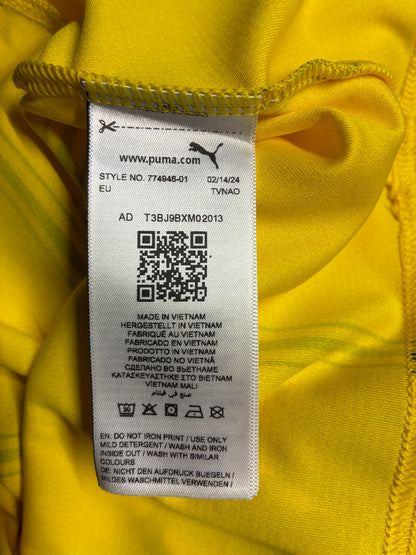 www.puma.com
STYLE NO. 774946-01 02/14/24
EU TVNAO
AD T3BJ9BXM02013
MADE IN VIETNAM
HERGESTELLT IN VIETNAM
FABRIQUÉ AU VIETNAM
FABRICADO EN VIETNAM
PRODOTTO IN VIETNAM
FABRICADO NO VIETNÃ
СДЕЛАНО ВО ВЬЕТНАМЕ
ΚΑΤΑΣΚΕΥΑΣΤΗΚΕ ΣΤΟ ΒΙΕΤΝΑΜ
VİETNAM MALI
صنع في فيتنام
30
EN: DO NOT IRON PRINT / USE ONLY
MILD DETERGENT / WASH AND IRON
INSIDE OUT / WASH WITH SIMILAR
COLOURS
DE: NICHT DEN AUFDRUCK BUEGELN /
MILDES WASCHMITTEL VERWENDEN /